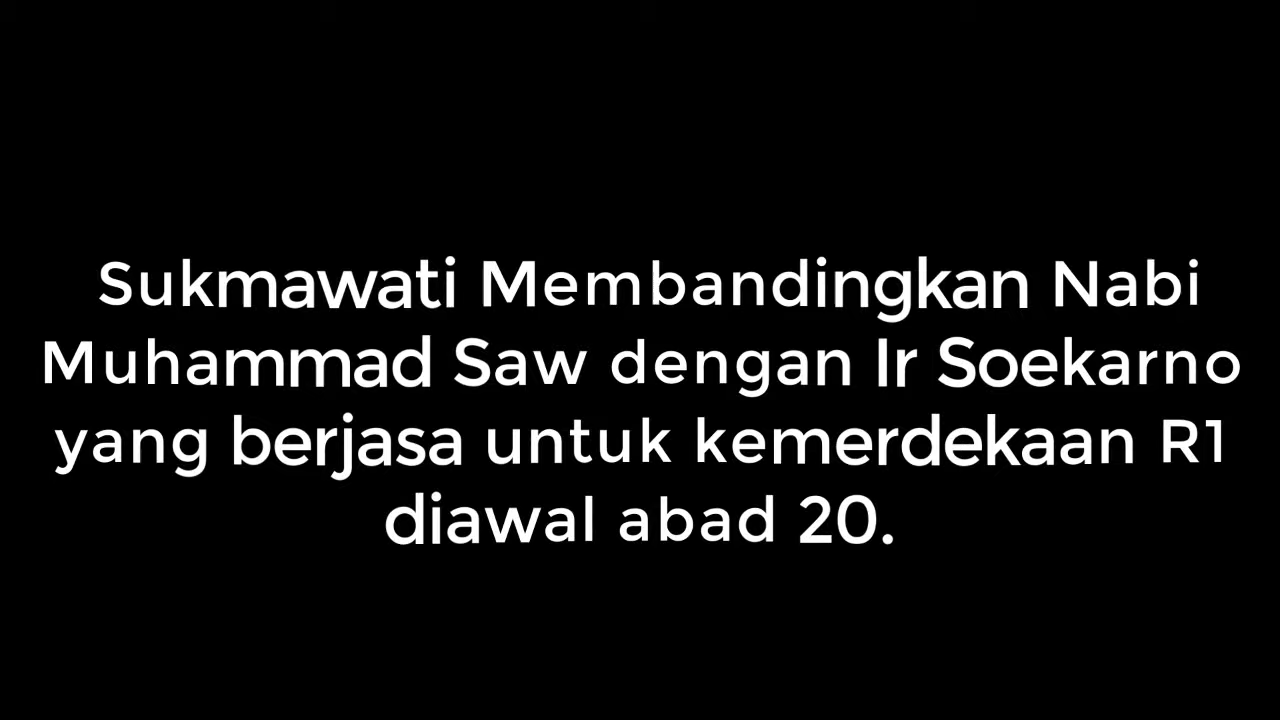 Sukmawati Membandingkan Nabi
Muhammad Saw dengan Ir Soekarno
yang berjasa untuk kemerdekaan R1
diawal abad 20.